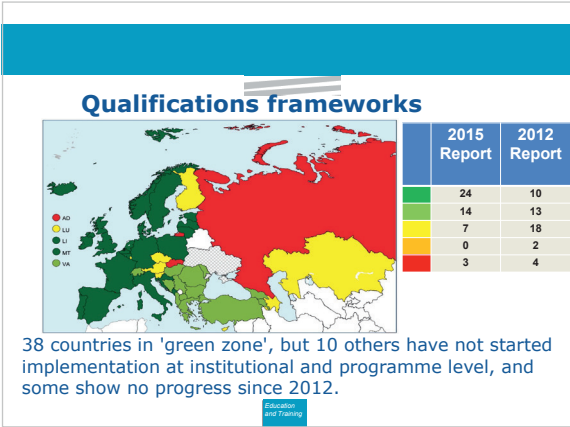 Qualifications frameworks
AD
LU
LI
MT
VA
2015 Report 2012 Report
24 10
14 13
7 18
0 2
3 4
38 countries in 'green zone', but 10 others have not started
implementation at institutional and programme level, and
some show no progress since 2012.
Education
and Training